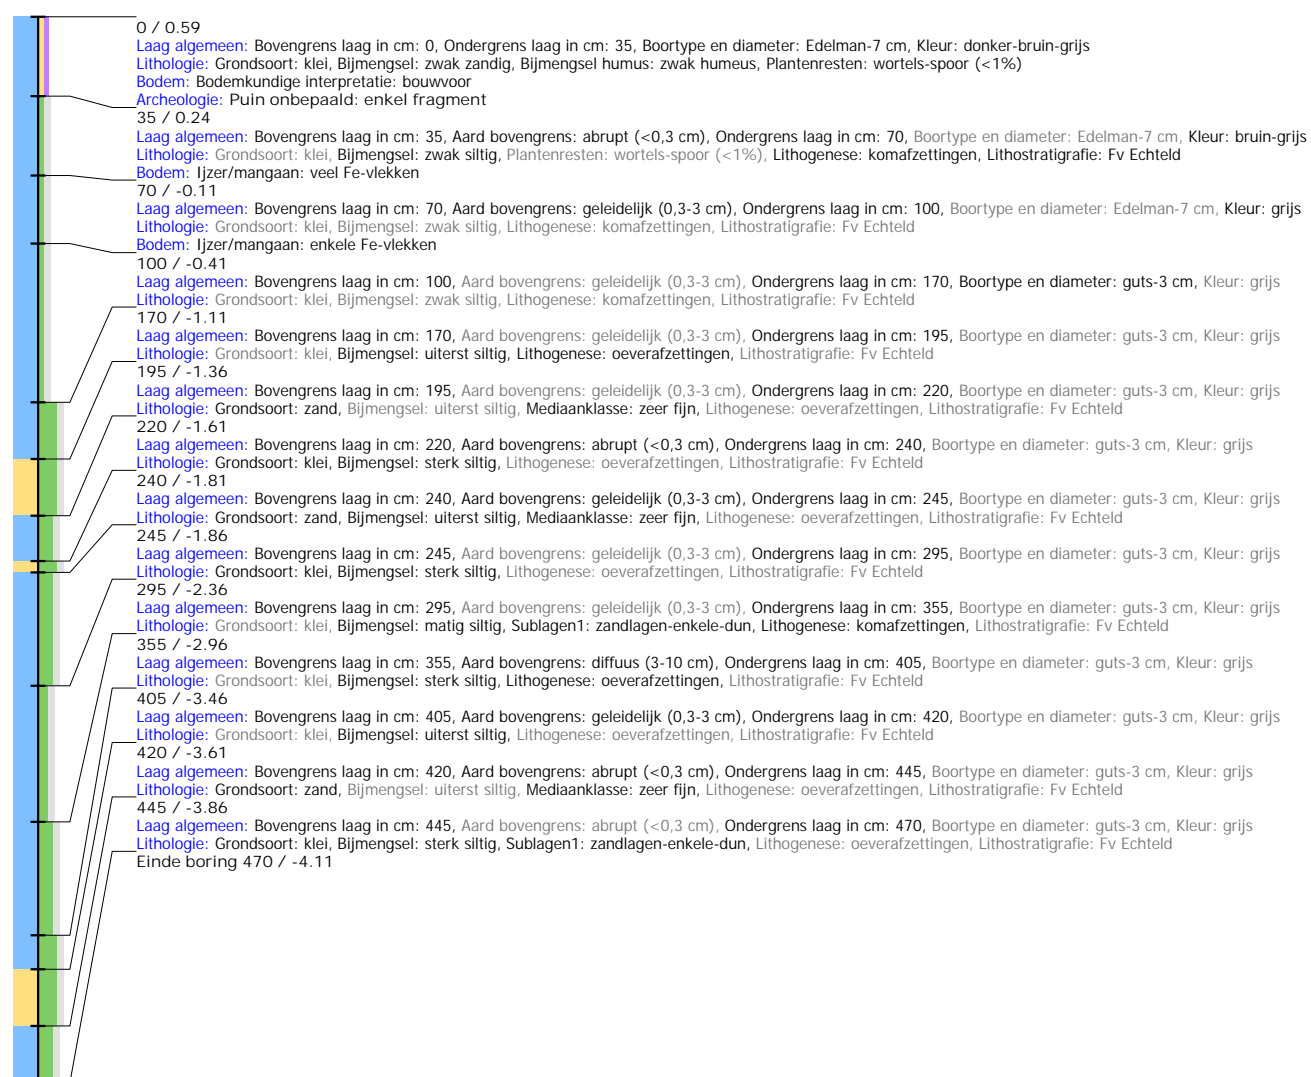 0 / 0.59
Laag algemeen: Bovengrens laag in cm: 0, Ondergrens laag in cm: 35, Boortype en diameter: Edelman-7 cm, Kleur: donker-bruin-grijs
Lithologie: Grondsoort: klei, Bijmengsel: zwak zandig, Bijmengsel humus: zwak humeus, Plantenresten: wortels-spoor (<1%)
Bodem: Bodemkundige interpretatie: bouwvoor
Archeologie: Puin onbepaald: enkel fragment
35 / 0.24
Laag algemeen: Bovengrens laag in cm: 35, Aard bovengrens: abrupt (<0,3 cm), Ondergrens laag in cm: 70, Boortype en diameter: Edelman-7 cm, Kleur: bruin-grijs
Lithologie: Grondsoort: klei, Bijmengsel: zwak siltig, Plantenresten: wortels-spoor (<1%), Lithogenese: komafzettingen, Lithostratigrafie: Fv Echteld
Bodem: Ijzer/mangaan: veel Fe-vlekken
70 / -0.11
Laag algemeen: Bovengrens laag in cm: 70, Aard bovengrens: geleidelijk (0,3-3 cm), Ondergrens laag in cm: 100, Boortype en diameter: Edelman-7 cm, Kleur: grijs
Lithologie: Grondsoort: klei, Bijmengsel: zwak siltig, Lithogenese: komafzettingen, Lithostratigrafie: Fv Echteld
Bodem: Ijzer/mangaan: enkele Fe-vlekken
100 / -0.41
Laag algemeen: Bovengrens laag in cm: 100, Aard bovengrens: geleidelijk (0,3-3 cm), Ondergrens laag in cm: 170, Boortype en diameter: guts-3 cm, Kleur: grijs
Lithologie: Grondsoort: klei, Bijmengsel: zwak siltig, Lithogenese: komafzettingen, Lithostratigrafie: Fv Echteld
170 / -1.11
Laag algemeen: Bovengrens laag in cm: 170, Aard bovengrens: geleidelijk (0,3-3 cm), Ondergrens laag in cm: 195, Boortype en diameter: guts-3 cm, Kleur: grijs
Lithologie: Grondsoort: klei, Bijmengsel: uiterst siltig, Lithogenese: oeverafzettingen, Lithostratigrafie: Fv Echteld
195 / -1.36
Laag algemeen: Bovengrens laag in cm: 195, Aard bovengrens: geleidelijk (0,3-3 cm), Ondergrens laag in cm: 220, Boortype en diameter: guts-3 cm, Kleur: grijs
Lithologie: Grondsoort: zand, Bijmengsel: uiterst siltig, Mediaanklasse: zeer fijn, Lithogenese: oeverafzettingen, Lithostratigrafie: Fv Echteld
220 / -1.61
Laag algemeen: Bovengrens laag in cm: 220, Aard bovengrens: abrupt (<0,3 cm), Ondergrens laag in cm: 240, Boortype en diameter: guts-3 cm, Kleur: grijs
Lithologie: Grondsoort: klei, Bijmengsel: sterk siltig, Lithogenese: oeverafzettingen, Lithostratigrafie: Fv Echteld
240 / -1.81
Laag algemeen: Bovengrens laag in cm: 240, Aard bovengrens: geleidelijk (0,3-3 cm), Ondergrens laag in cm: 245, Boortype en diameter: guts-3 cm, Kleur: grijs
Lithologie: Grondsoort: zand, Bijmengsel: uiterst siltig, Mediaanklasse: zeer fijn, Lithogenese: oeverafzettingen, Lithostratigrafie: Fv Echteld
245 / -1.86
Laag algemeen: Bovengrens laag in cm: 245, Aard bovengrens: geleidelijk (0,3-3 cm), Ondergrens laag in cm: 295, Boortype en diameter: guts-3 cm, Kleur: grijs
Lithologie: Grondsoort: klei, Bijmengsel: sterk siltig, Lithogenese: oeverafzettingen, Lithostratigrafie: Fv Echteld
295 / -2.36
Laag algemeen: Bovengrens laag in cm: 295, Aard bovengrens: geleidelijk (0,3-3 cm), Ondergrens laag in cm: 355, Boortype en diameter: guts-3 cm, Kleur: grijs
Lithologie: Grondsoort: klei, Bijmengsel: matig siltig, Sublagen1: zandlagen-enkele-dun, Lithogenese: komafzettingen, Lithostratigrafie: Fv Echteld
355 / -2.96
Laag algemeen: Bovengrens laag in cm: 355, Aard bovengrens: diffuus (3-10 cm), Ondergrens laag in cm: 405, Boortype en diameter: guts-3 cm, Kleur: grijs
Lithologie: Grondsoort: klei, Bijmengsel: sterk siltig, Lithogenese: oeverafzettingen, Lithostratigrafie: Fv Echteld
405 / -3.46
Laag algemeen: Bovengrens laag in cm: 405, Aard bovengrens: geleidelijk (0,3-3 cm), Ondergrens laag in cm: 420, Boortype en diameter: guts-3 cm, Kleur: grijs
Lithologie: Grondsoort: klei, Bijmengsel: uiterst siltig, Lithogenese: oeverafzettingen, Lithostratigrafie: Fv Echteld
420 / -3.61
Laag algemeen: Bovengrens laag in cm: 420, Aard bovengrens: abrupt (<0,3 cm), Ondergrens laag in cm: 445, Boortype en diameter: guts-3 cm, Kleur: grijs
Lithologie: Grondsoort: zand, Bijmengsel: uiterst siltig, Mediaanklasse: zeer fijn, Lithogenese: oeverafzettingen, Lithostratigrafie: Fv Echteld
445 / -3.86
Laag algemeen: Bovengrens laag in cm: 445, Aard bovengrens: abrupt (<0,3 cm), Ondergrens laag in cm: 470, Boortype en diameter: guts-3 cm, Kleur: grijs
Lithologie: Grondsoort: klei, Bijmengsel: sterk siltig, Sublagen1: zandlagen-enkele-dun, Lithogenese: oeverafzettingen, Lithostratigrafie: Fv Echteld
Einde boring 470 / -4.11